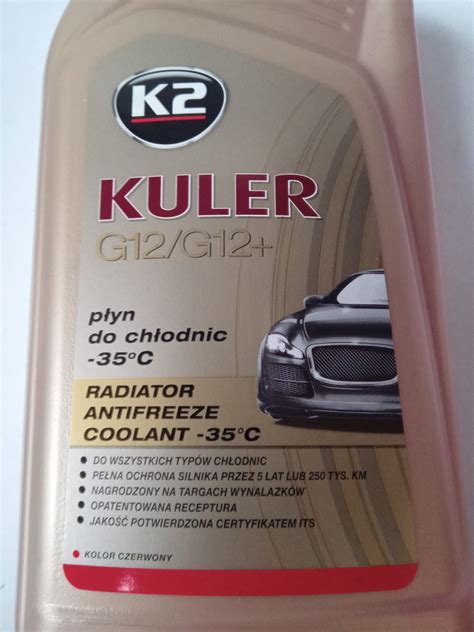 K2
KULER
G12/G12+
płyn
do chłodnic
-35°C
RADIATOR
ANTIFREEZE
COOLANT -35°C
• DO WSZYSTKICH TYPÓW CHŁODNIC
• PEŁNA OCHRONA SILNIKA PRZEZ 5 LAT LUB 250 TYS. KM
• NAGRODZONY NA TARGACH WYNALAZKÓW
• OPATENTOWANA RECEPTURA
• JAKOŚĆ POTWIERDZONA CERTYFIKATEM ITS
• KOLOR CZERWONY